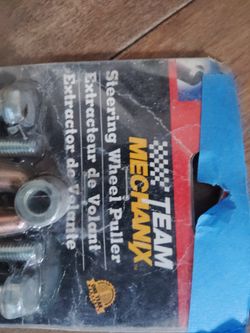 TEAM
MECHANIX
Steering Wheel Puller
Extracteur de Volant
Extractor de Volante